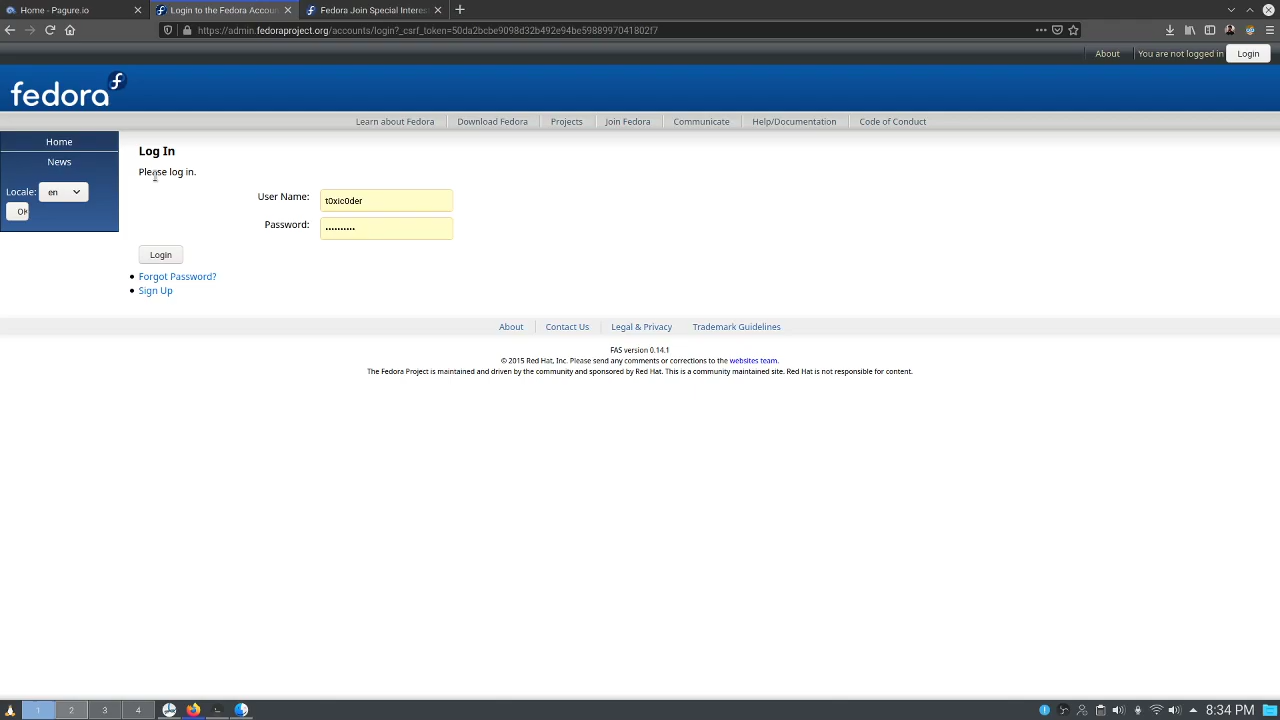 Home - Pagure.io
Login to the Fedora Accou
Fedora Join Special Interes
https://admin.fedoraproject.org/accounts/login?_csrf_token=50da2bcbe9098d32b492e94be5988997041802f7
About
You are not logged in
Login
fedora
Learn about Fedora
Download Fedora
Projects
Join Fedora
Communicate
Help/Documentation
Code of Conduct
Home
News
Locale: en
OK
Log In
Please log in.
User Name: t0xic0der
Password: ••••••••••
Login
Forgot Password?
Sign Up
About
Contact Us
Legal & Privacy
Trademark Guidelines
FAS version 0.14.1
© 2015 Red Hat, Inc. Please send any comments or corrections to the websites team.
The Fedora Project is maintained and driven by the community and sponsored by Red Hat. This is a community maintained site. Red Hat is not responsible for content.
1
2
3
4
8:34 PM